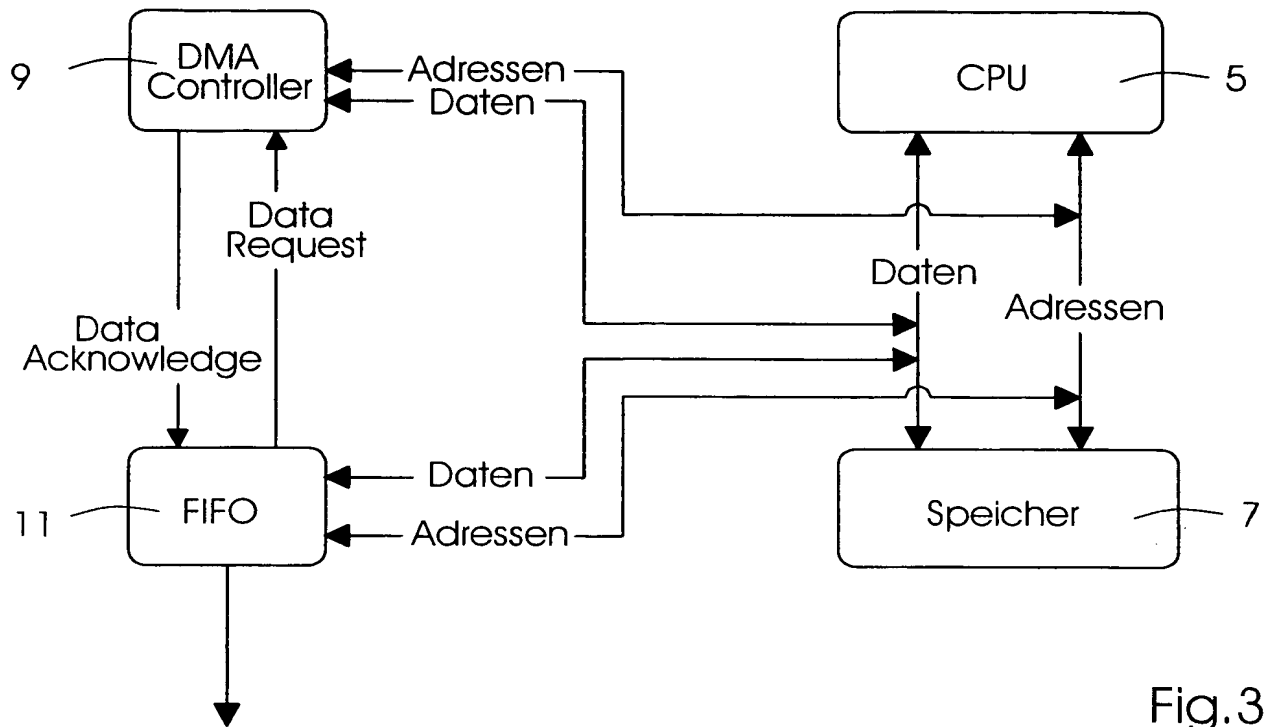 DMA
Controller
9
Adressen
Daten
CPU
5
Data
Request
Daten
Adressen
Data
Acknowledge
FIFO
11
Daten
Adressen
Speicher
7
Fig.3